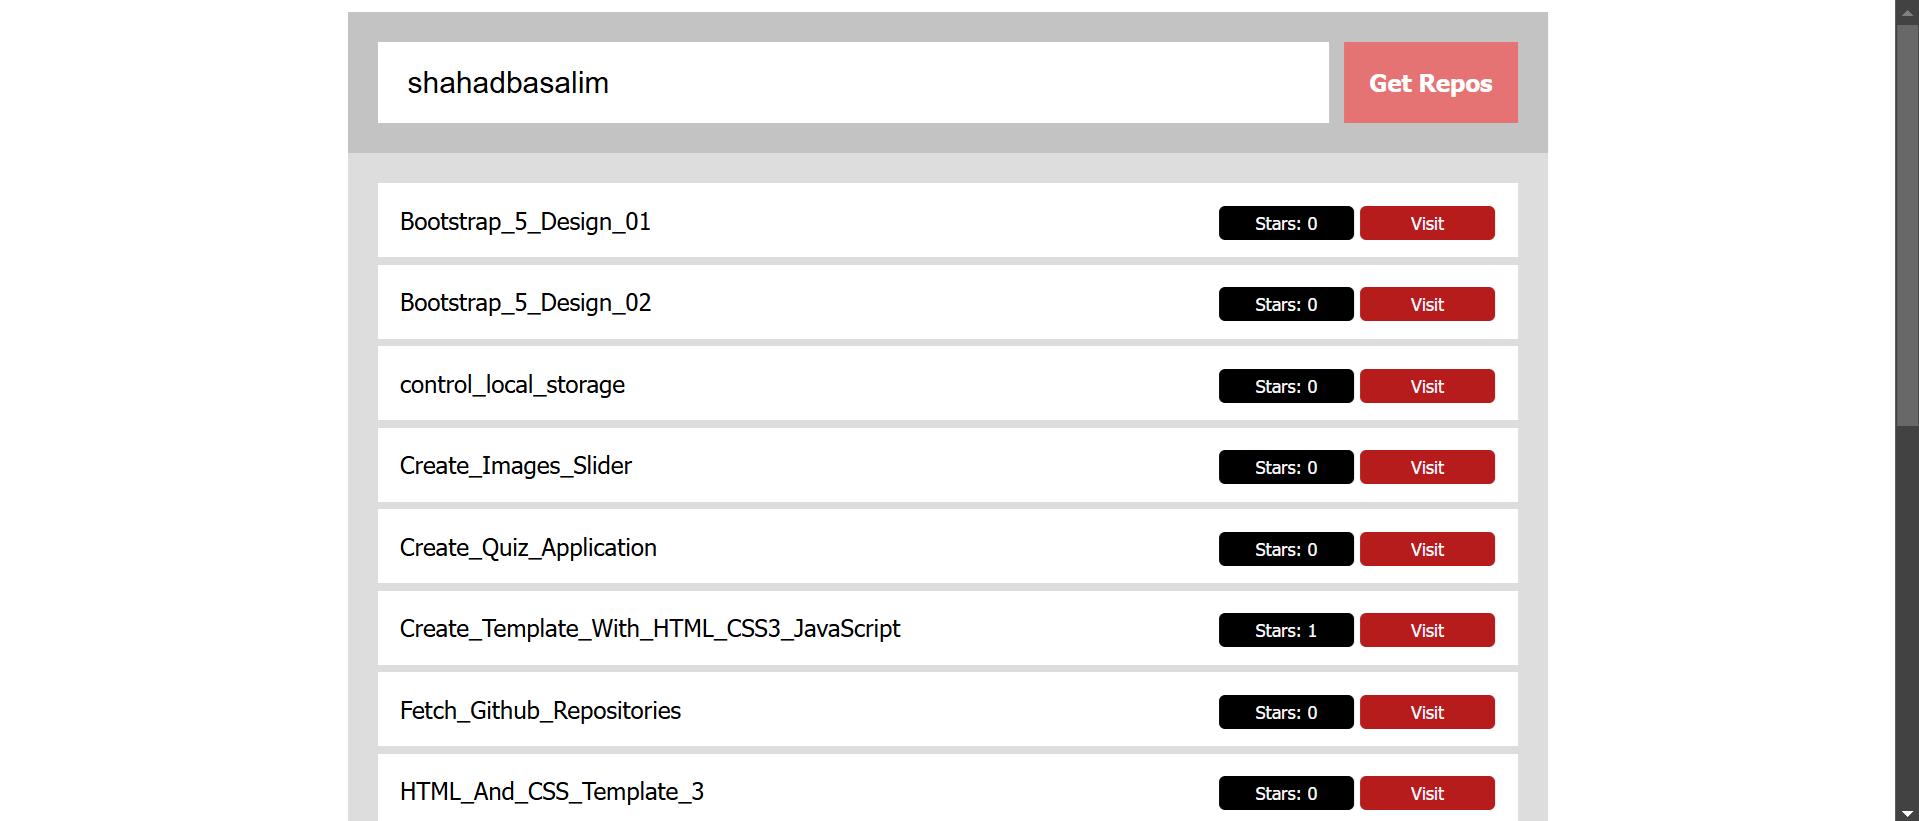 shahadbasalim
Get Repos
Bootstrap_5_Design_01 Stars: 0 Visit
Bootstrap_5_Design_02 Stars: 0 Visit
control_local_storage Stars: 0 Visit
Create_Images_Slider Stars: 0 Visit
Create_Quiz_Application Stars: 0 Visit
Create_Template_With_HTML_CSS3_JavaScript Stars: 1 Visit
Fetch_Github_Repositories Stars: 0 Visit
HTML_And_CSS_Template_3 Stars: 0 Visit